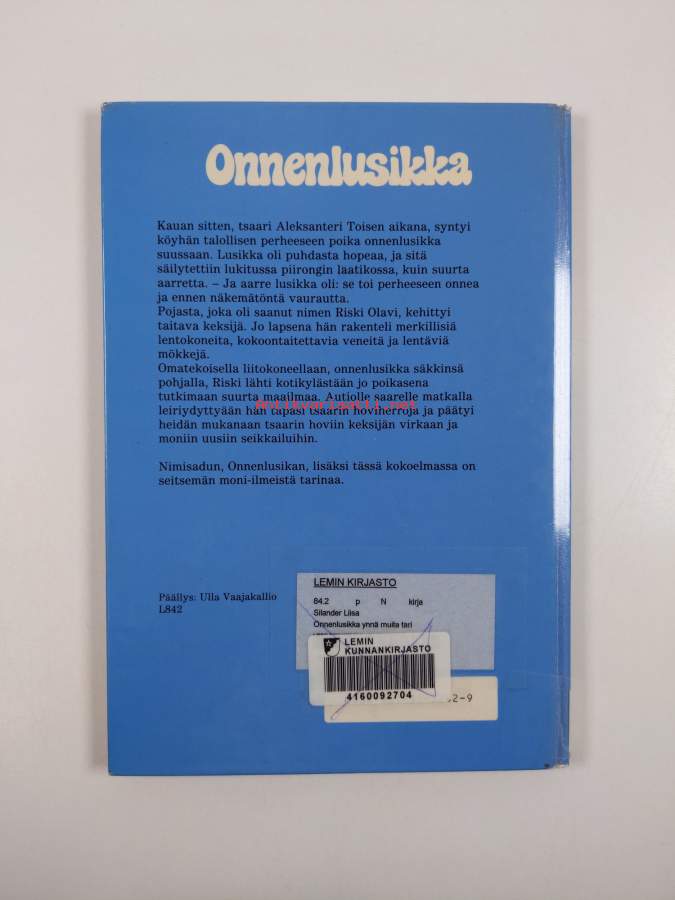 Onnenlusikka
Kauan sitten, tsaari Aleksanteri Toisen aikana, syntyi
köyhän talollisen perheeseen poika onnenlusikka
suussaan. Lusikka oli puhdasta hopeaa, ja sitä
säilytettiin lukitussa piirongin laatikossa, kuin suurta
aarretta. – Ja aarre lusikka oli: se toi perheeseen onnea
ja ennen näkemätöntä vaurautta.
Pojasta, joka oli saanut nimen Riski Olavi, kehittyi
taitava keksijä. Jo lapsena hän rakenteli merkillisiä
lentokoneita, kokoontaitettavia veneitä ja lentäviä
mökkejä.
Omatekoisella liitokoneellaan, onnenlusikka säkkinsä
pohjalla, Riski lähti kotikylästään jo poikasena
tutkimaan suurta maailmaa. Autiolle saarelle matkalla
Antikvariaatti.net
leiriydyttyään hän tapasi tsaarin hoviherroja ja päätyi
heidän mukanaan tsaarin hoviin keksijän virkaan ja
moniin uusiin seikkailuihin.
Nimisadun, Onnenlusikan, lisäksi tässä kokoelmassa on
seitsemän moni-ilmeistä tarinaa.
Päällys: Ulla Vaajakallio
L842
LEMIN KIRJASTO
84.2 p N kirja
Silander Liisa
Onnenlusikka ynnä muita tari
LEMIN
KUNNANKIRJASTO
4160092704
2-9